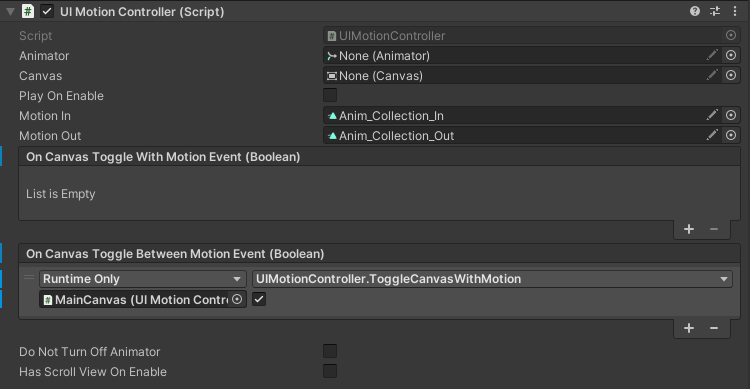 UI Motion Controller (Script)
Script UIMotionController
Animator None (Animator)
Canvas None (Canvas)
Play On Enable
Motion In Anim_Collection_In
Motion Out Anim_Collection_Out
On Canvas Toggle With Motion Event (Boolean)
List is Empty
On Canvas Toggle Between Motion Event (Boolean)
Runtime Only UIMotionController.ToggleCanvasWithMotion
MainCanvas (UI Motion Contr
Do Not Turn Off Animator
Has Scroll View On Enable